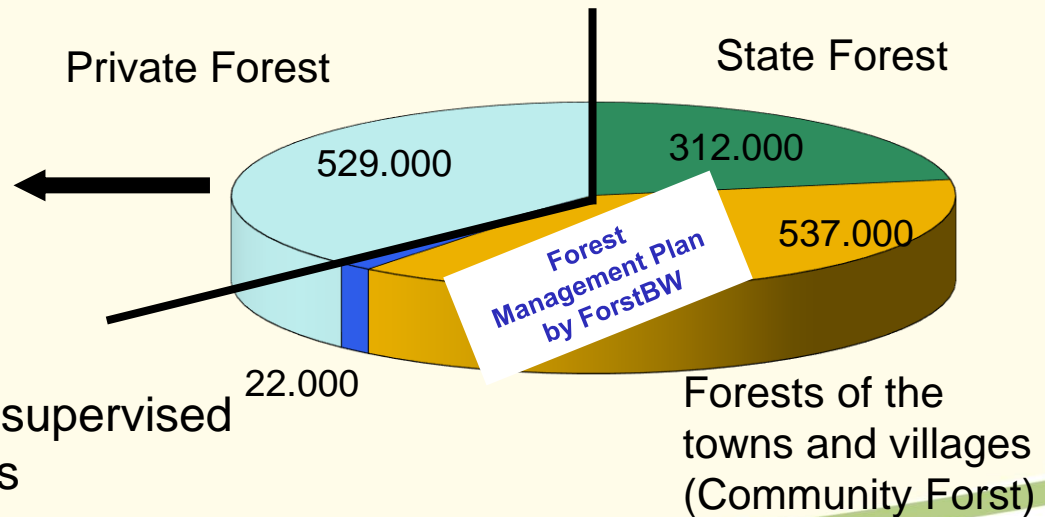 Private Forest
State Forest
529.000
312.000
537.000
Forest
Management Plan
by ForstBW
22.000
supervised
s
Forests of the
towns and villages
(Community Forst)